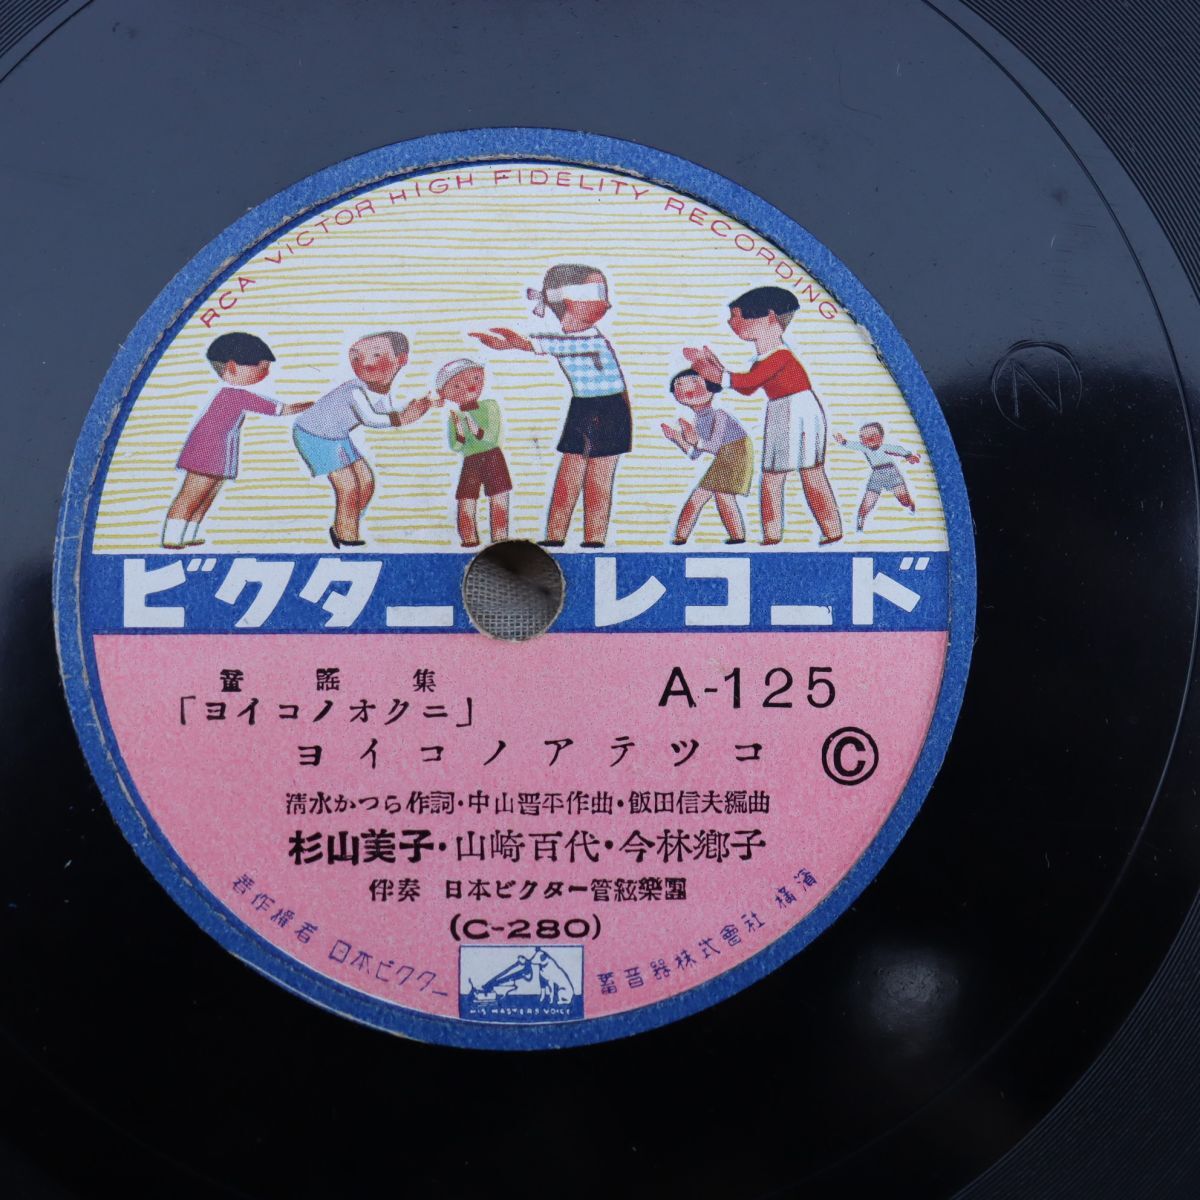 RCA VICTOR HIGH FIDELITY RECORDING
ビクター レコード
童謠集
「ヨイコノオクニ」
A-125
ヨイコノアテツコ
Ⓒ
清水かつら作詞・中山晋平作曲・飯田信夫編曲
杉山美子・山崎百代・今林郷子
伴奏 日本ビクター管絃樂團
(C-280)
著作権者 日本ビクター 蓄音器株式會社 横濱
HIS MASTERS VOICE
N